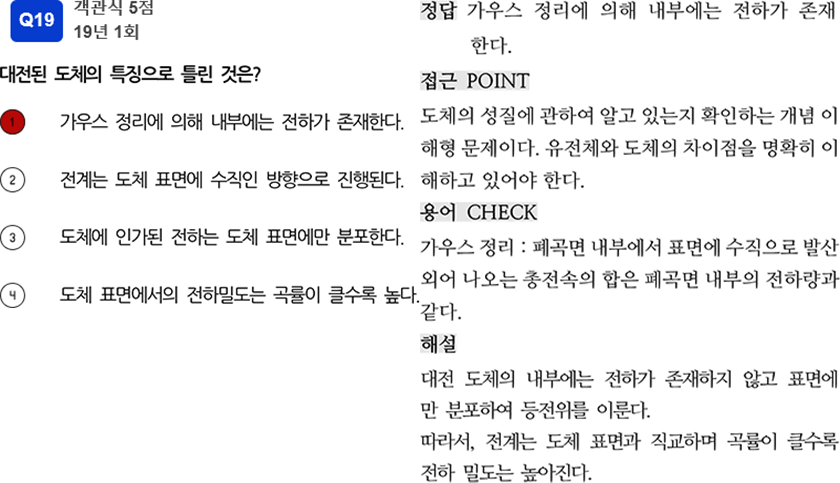 Q19
객관식 5점
19년 1회
대전된 도체의 특징으로 틀린 것은?
1 가우스 정리에 의해 내부에는 전하가 존재한다.
2 전계는 도체 표면에 수직인 방향으로 진행된다.
3 도체에 인가된 전하는 도체 표면에만 분포한다.
4 도체 표면에서의 전하밀도는 곡률이 클수록 높다.
정답 가우스 정리에 의해 내부에는 전하가 존재
한다.
접근 POINT
도체의 성질에 관하여 알고 있는지 확인하는 개념 이
해형 문제이다. 유전체와 도체의 차이점을 명확히 이
해하고 있어야 한다.
용어 CHECK
가우스 정리 : 폐곡면 내부에서 표면에 수직으로 발산
외어 나오는 총전속의 합은 폐곡면 내부의 전하량과
같다.
해설
대전 도체의 내부에는 전하가 존재하지 않고 표면에
만 분포하여 등전위를 이룬다.
따라서, 전계는 도체 표면과 직교하며 곡률이 클수록
전하 밀도는 높아진다.